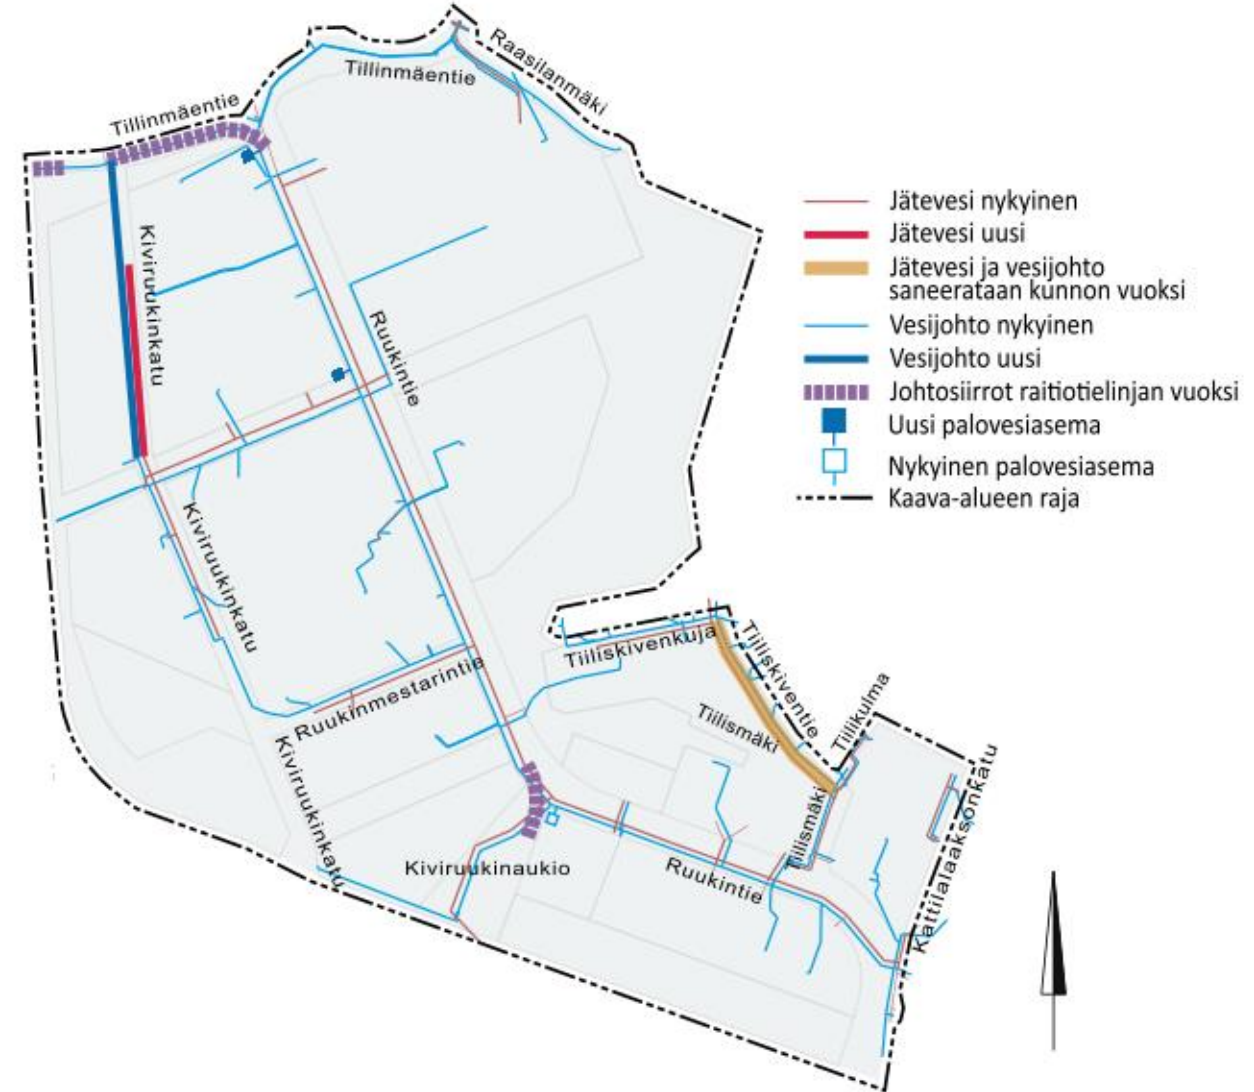 Raasilanmäki
Tillinmäentie
Tillinmäentie
Kiviruukinkatu
Ruukintie
Kiviruukinkatu
Ruukinmestarintie
Kiviruukinkatu
Kiviruukinaukio
Tiiliskivenkuja
Tiiliskiventie
Tiilismäki
Tiilikulma
Tiilismäki
Ruukintie
Kattilalaaksonkatu
Jätevesi nykyinen
Jätevesi uusi
Jätevesi ja vesijohto
saneerataan kunnon vuoksi
Vesijohto nykyinen
Vesijohto uusi
Johtosiirrot raitiotielinjan vuoksi
Uusi palovesiasema
Nykyinen palovesiasema
Kaava-alueen raja